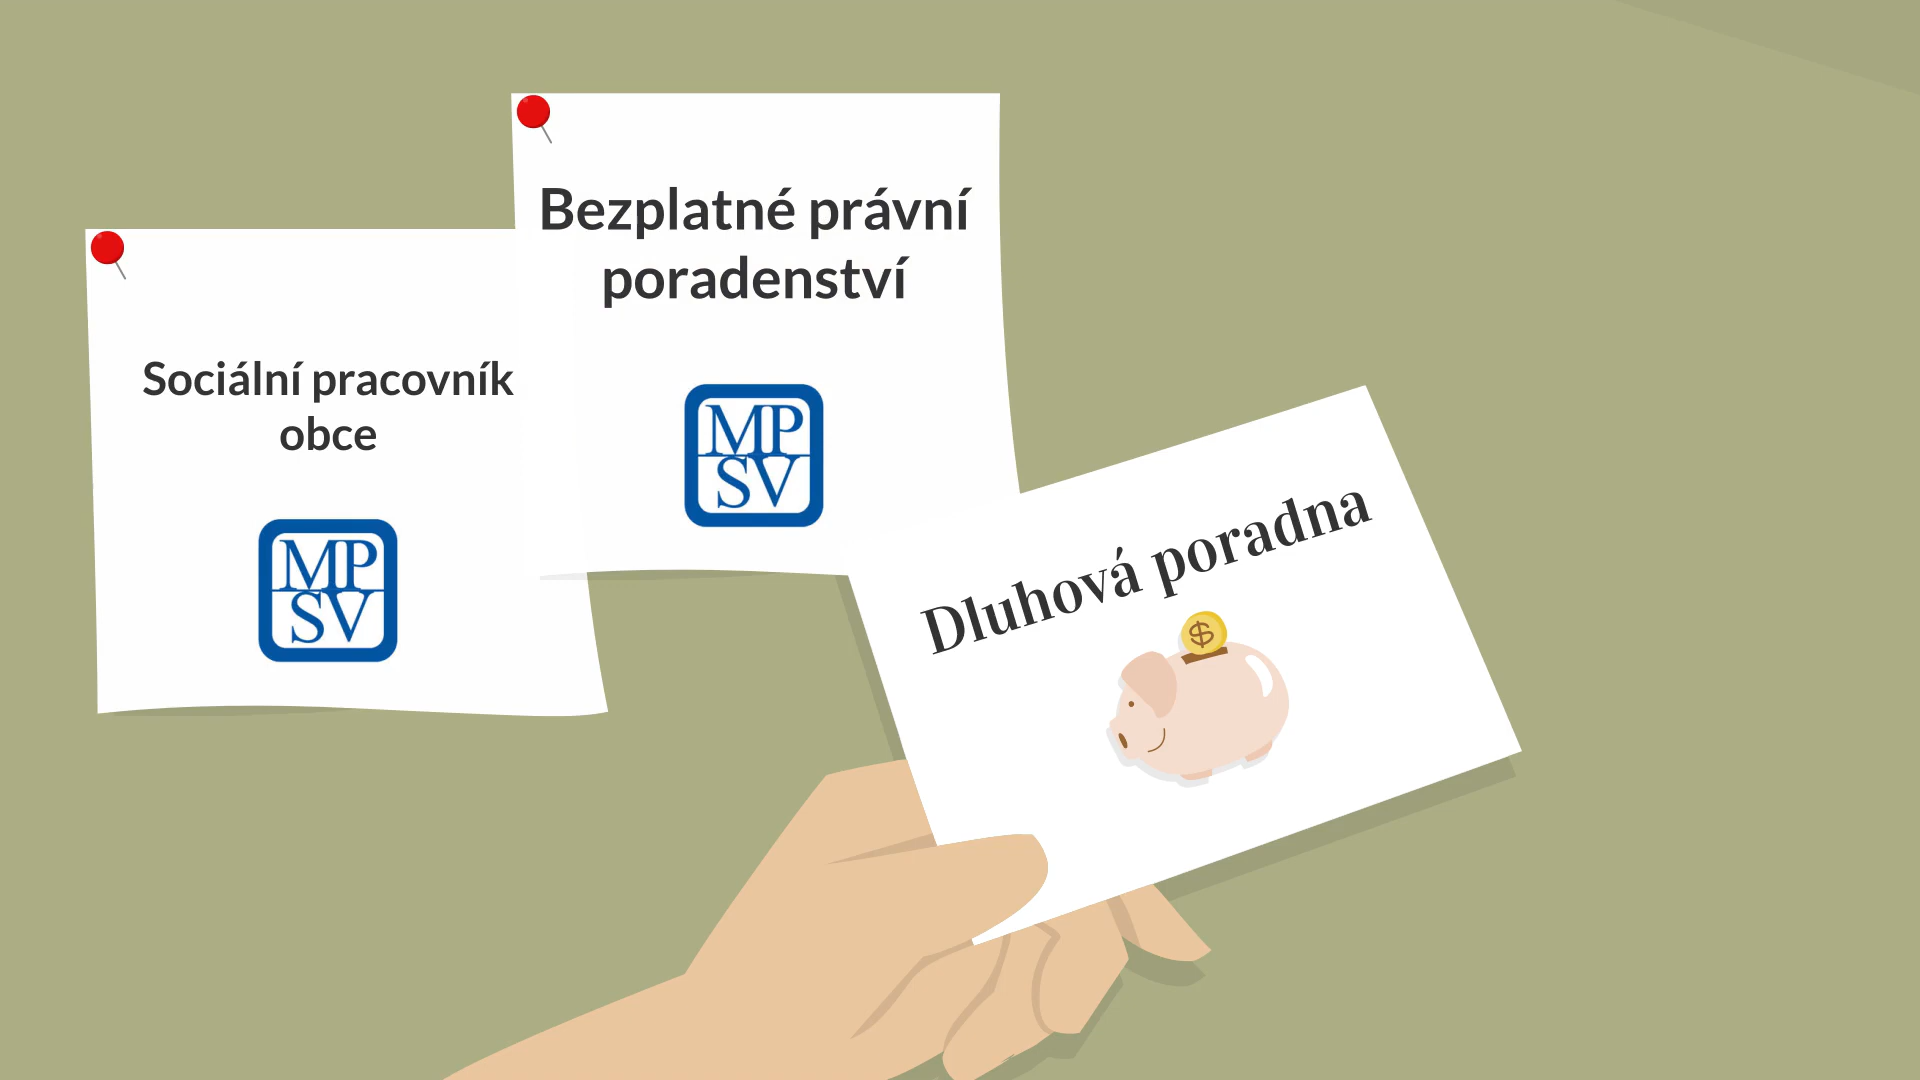 Bezplatné právní
poradenství
MP
SV
Sociální pracovník
obce
MP
SV
Dluhová poradna
$